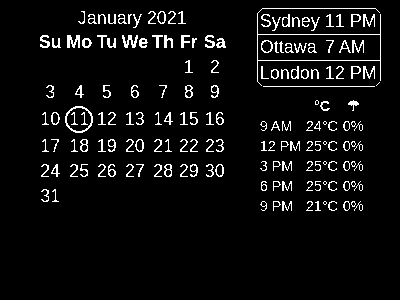 January 2021
Su Mo Tu We Th Fr Sa
1 2
3 4 5 6 7 8 9
10 11 12 13 14 15 16
17 18 19 20 21 22 23
24 25 26 27 28 29 30
31
Sydney 11 PM
Ottawa 7 AM
London 12 PM
°C
9 AM 24°C 0%
12 PM 25°C 0%
3 PM 25°C 0%
6 PM 25°C 0%
9 PM 21°C 0%